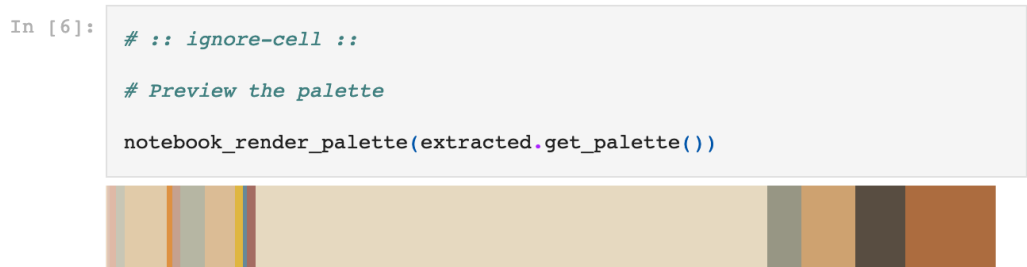 In [6]:
# :: ignore-cell ::
# Preview the palette
notebook_render_palette(extracted.get_palette())